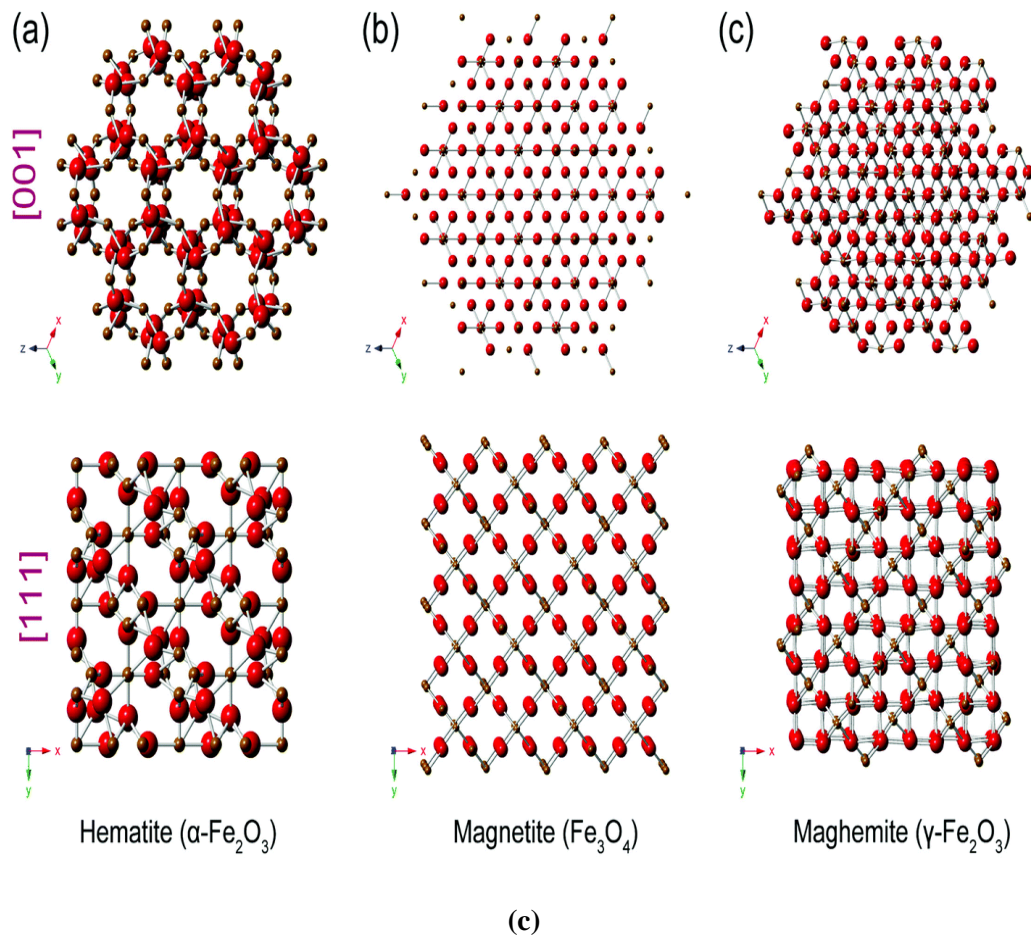 (a)
(b)
(c)
[001]
x
z
y
x
z
y
x
z
y
[111]
x
y
x
y
x
y
Hematite (α-Fe₂O₃)
Magnetite (Fe₃O₄)
Maghemite (γ-Fe₂O₃)
(c)